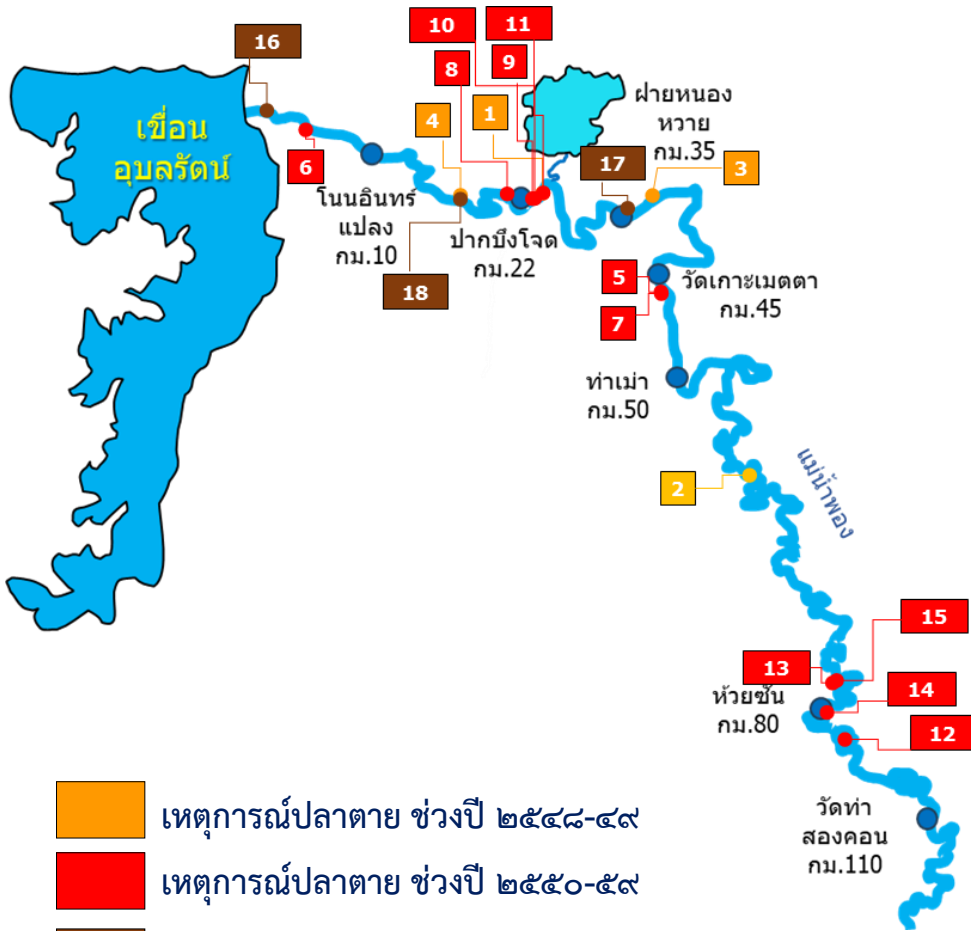 16
10
11
8
9
เขื่อน
อุบลรัตน์
4
1
ฝายหนอง
หวาย
กม.35
6
17
3
โนนอินทร์
แปลง
กม.10
ปากบึงโจด
กม.22
18
5
7
วัดเกาะเมตตา
กม.45
ท่าเม่า
กม.50
2
แม่น้ำพอง
15
13
14
ห้วยซัน
กม.80
12
วัดท่า
สองคอน
กม.110
เหตุการณ์ปลาตาย ช่วงปี ๒๕๔๘-๔๙
เหตุการณ์ปลาตาย ช่วงปี ๒๕๕๐-๕๙